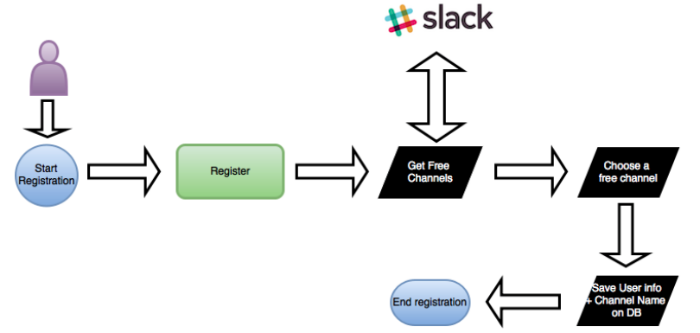 slack
Start
Registration
Register
Get Free
Channels
Choose a
free channel
Save User info
+ Channel Name
on DB
End registration